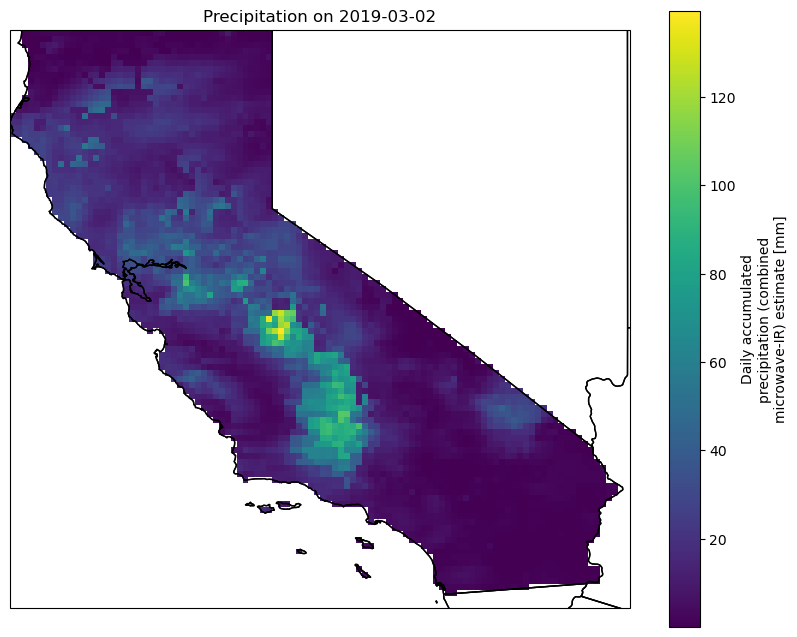 Precipitation on 2019-03-02
120
100
80
60
40
20
Daily accumulated
precipitation (combined
microwave-IR) estimate [mm]